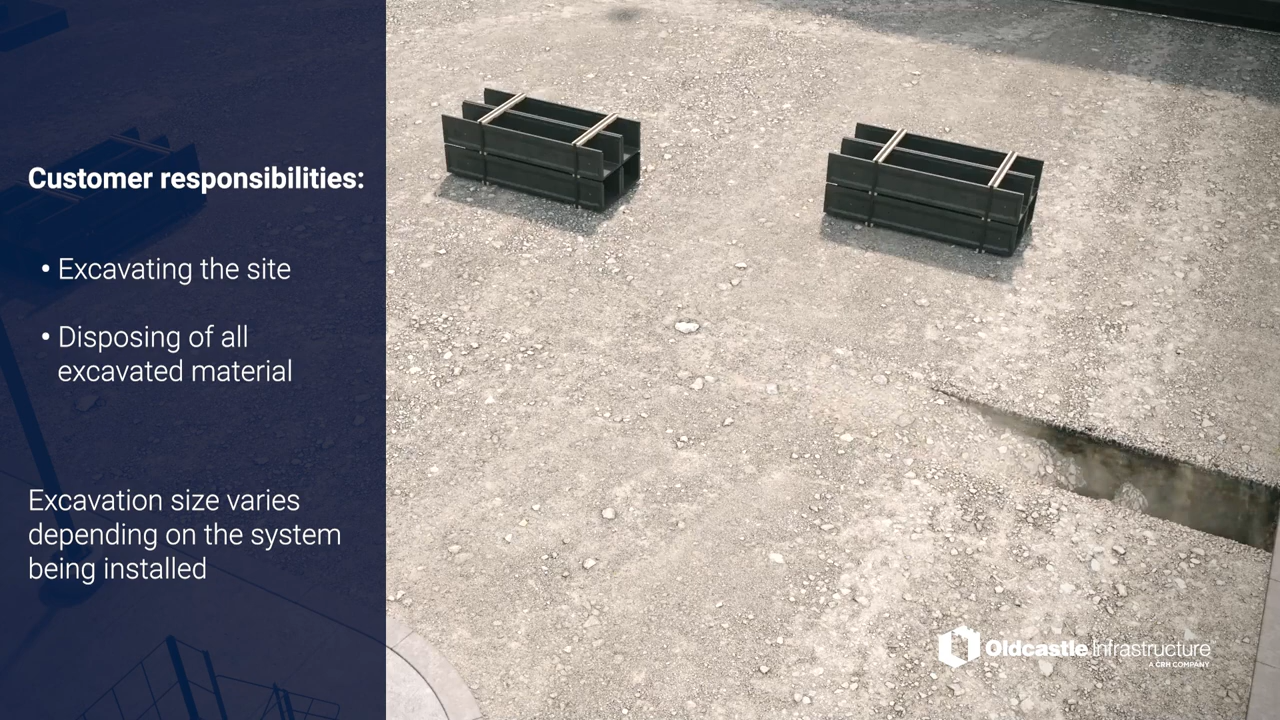 Customer responsibilities:
• Excavating the site
• Disposing of all
excavated material
Excavation size varies
depending on the system
being installed
Oldcastle Infrastructure
A CRH COMPANY